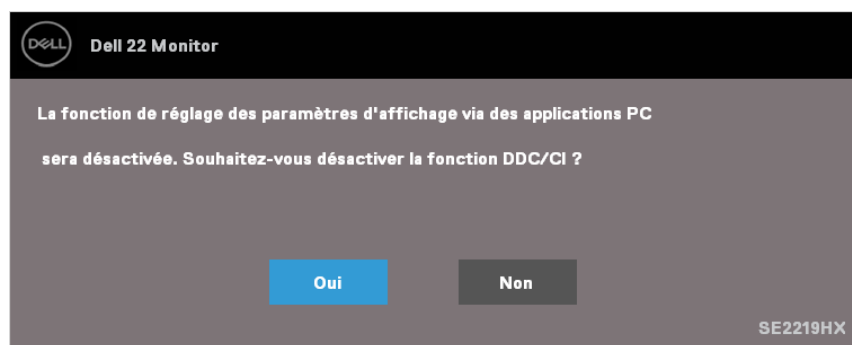 DELL Dell 22 Monitor
La fonction de réglage des paramètres d'affichage via des applications PC
sera désactivée. Souhaitez-vous désactiver la fonction DDC/CI ?
Oui Non
SE2219HX